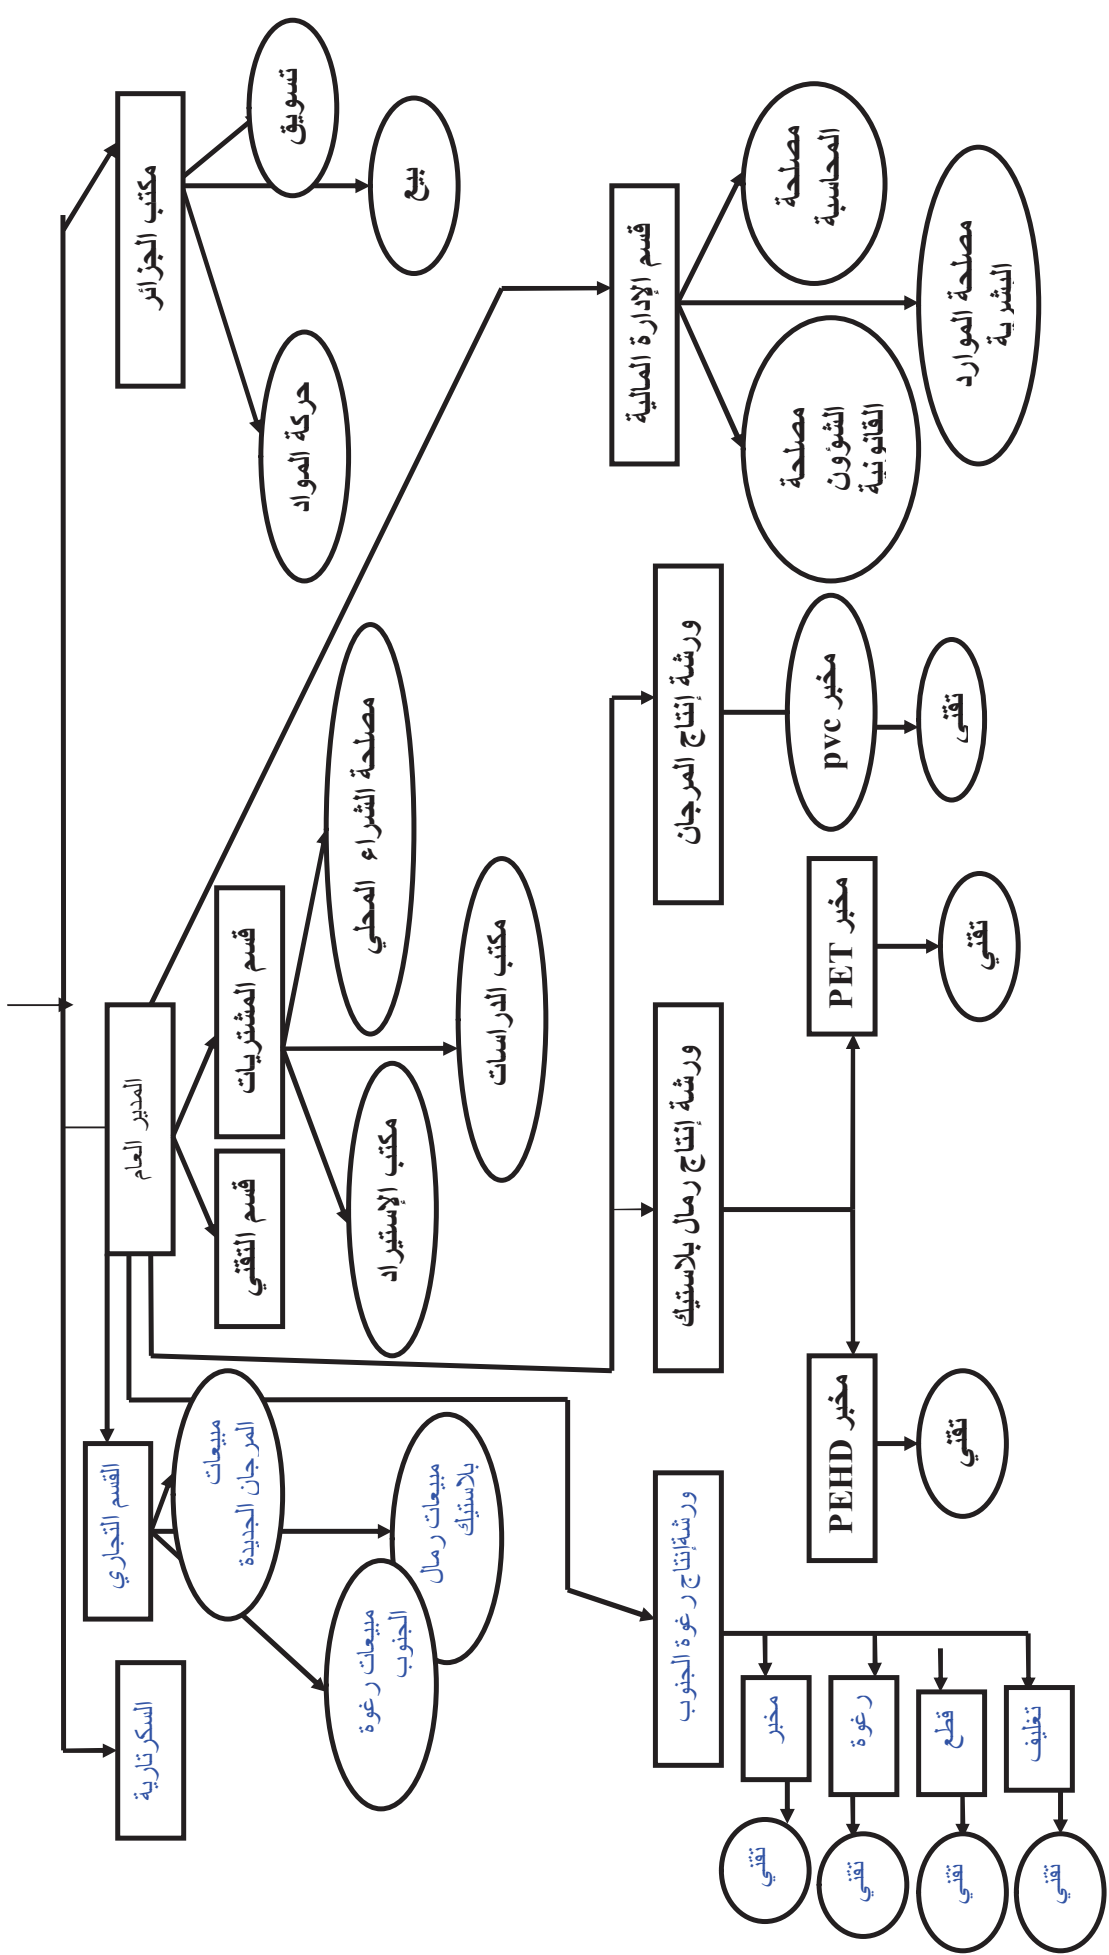 المدير العام
مكتب الجزائر
تسويق
بيع
حركة المواد
السكرتارية
القسم التجاري
مبيعات
المرجان الجديدة
مبيعات رمال
بلاستيك
مبيعات رغوة
الجنوب
قسم المشتريات
قسم التقني
مصلحة الشراء المحلي
مكتب الدراسات
مكتب الإستيراد
قسم الإدارة المالية
مصلحة
المحاسبة
مصلحة الموارد
البشرية
مصلحة
الشؤون
القانونية
ورشة إنتاج المرجان
مخبر pvc
تقني
ورشة إنتاج رمال بلاستيك
مخبر PET
تقني
مخبر PEHD
تقني
ورشةإنتاج رغوة الجنوب
مخبر
رغوة
قطع
تغليف
تقني
تقني
تقني
تقني